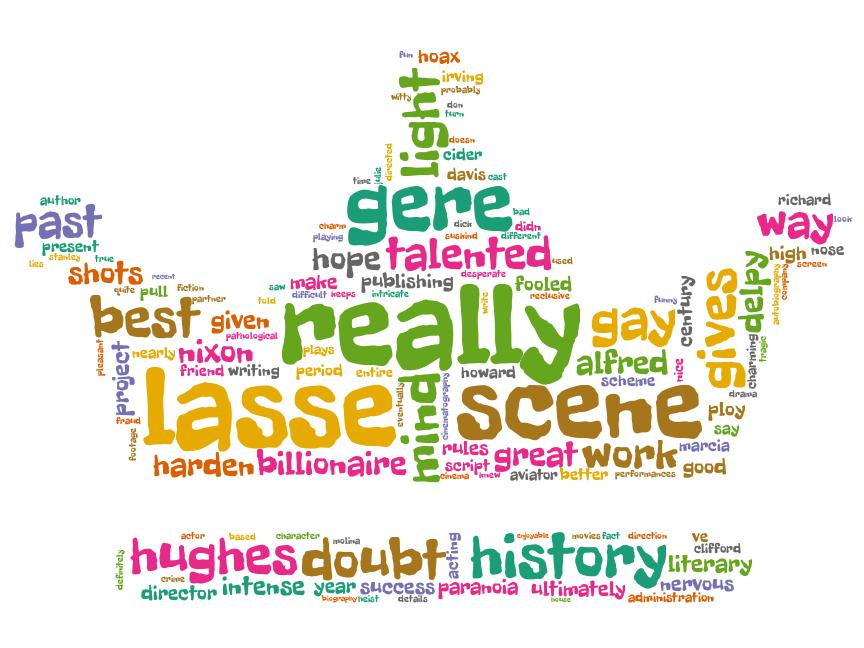 fun hoax
irving
witty
probably
don
turn
light
doesn
directed
cider
julie
time
davis cast
author
past
present
lies stanley true
shots recent
quite pull fiction
partner
gere
bad
charm
dick
didn
playing
suskind different
hope talented used
desperate
saw make publishing fooled
difficult keeps intricate
reclusive
told
richard
way look
high nose
screen
company
autobiography
delpy
century
gives
funny
best given
pathological
really
write
gay
pleasant
project
nearly nixon plays
friend writing period entire
howard
alfred
scheme
nice
charming
tragic
drama
lasse
eventually
mind
cinematography
scene
ploy
say
fraud
footage
harden billionaire
rules great work marcia
script
cinema knew aviator better performances good
actor based character
molina
enjoyable movies fact direction
ve
clifford
definitely
hughes doubt acting history literary
crime
director intense year success paranoia ultimately nervous
biography heist details house administration